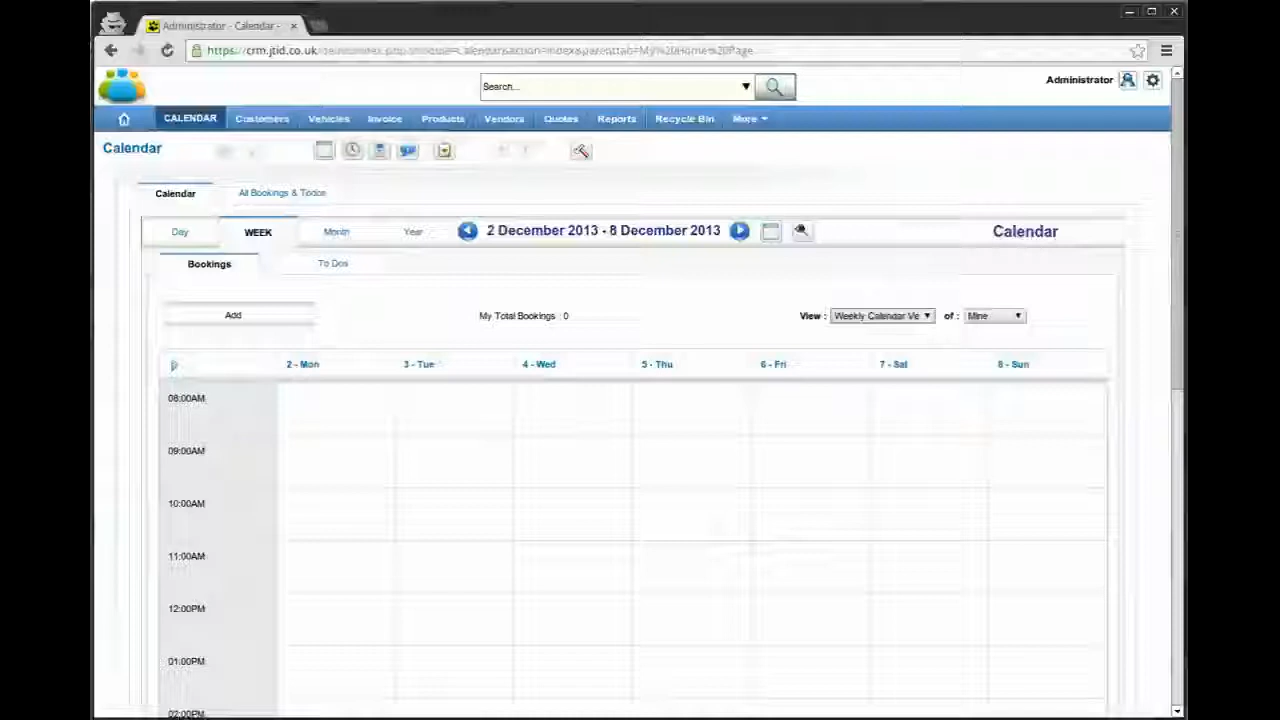 Administrator - Calendar -
https://crm.jtid.co.uk
Search...
Administrator
CALENDAR Customers Vehicles Invoice Products Vendors Quotes Reports Recycle Bin More
Calendar
Calendar All Bookings & Todos
Day WEEK Month Year 2 December 2013 - 8 December 2013 Calendar
Bookings To Dos
Add My Total Bookings : 0 View : Weekly Calendar Ve of : Mine
2 - Mon 3 - Tue 4 - Wed 5 - Thu 6 - Fri 7 - Sat 8 - Sun
08:00AM
09:00AM
10:00AM
11:00AM
12:00PM
01:00PM
02:00PM